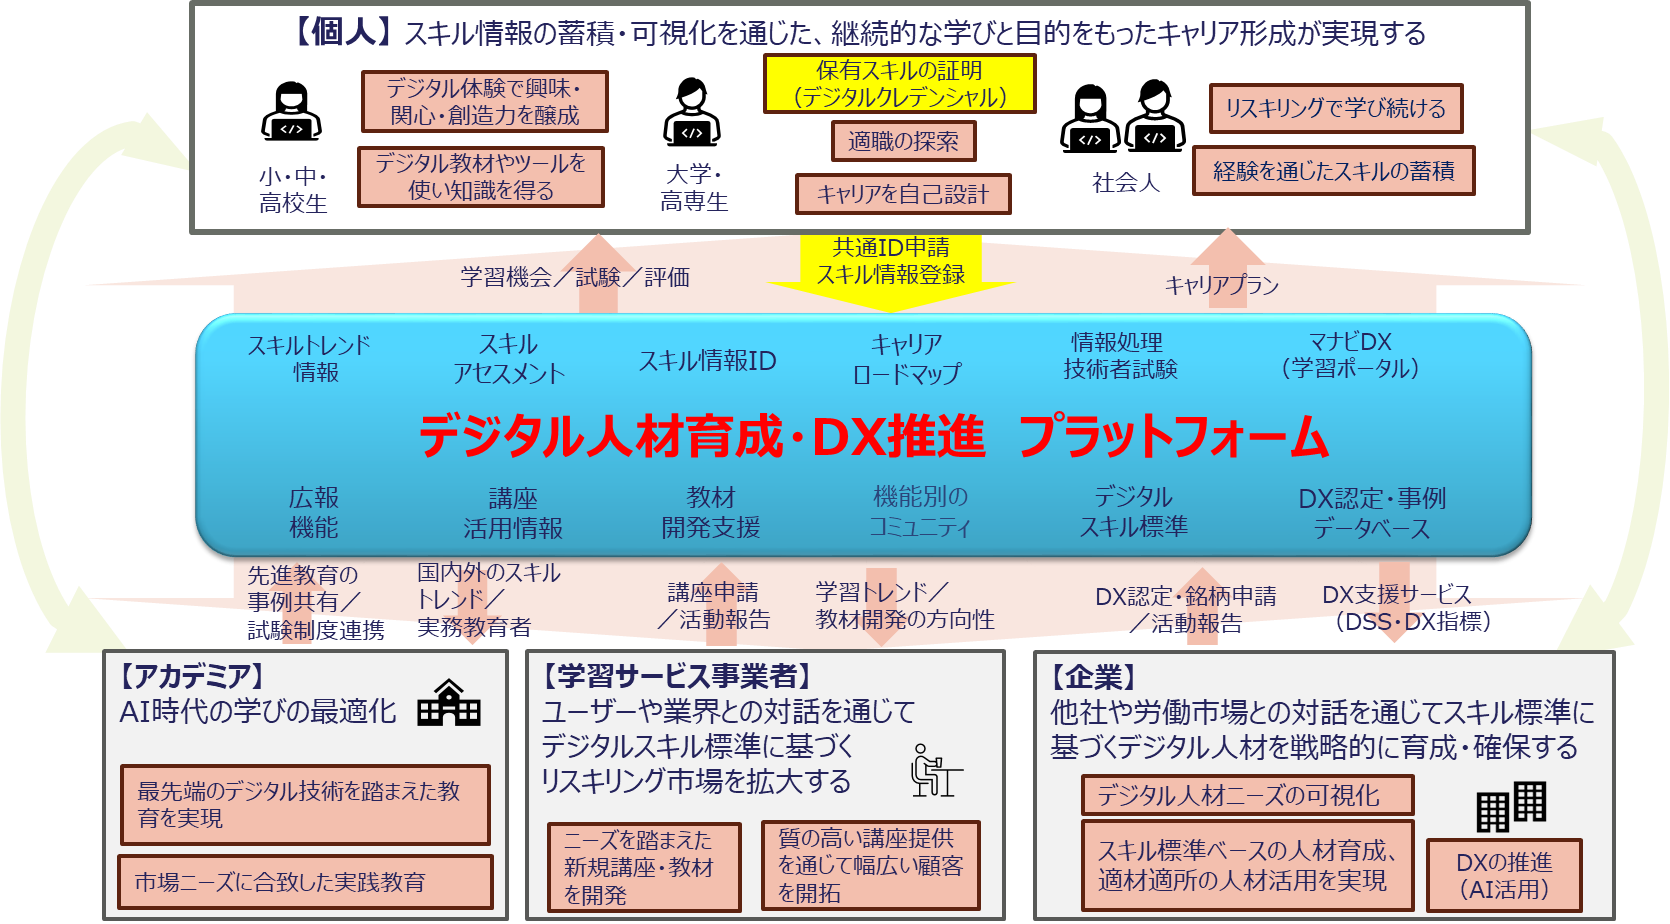 【個人】 スキル情報の蓄積・可視化を通じた、継続的な学びと目的をもったキャリア形成が実現する
デジタル体験で興味・
関心・創造力を醸成
デジタル教材やツールを
使い知識を得る
小・中・
高校生
保有スキルの証明
（デジタルクレデンシャル）
適職の探索
キャリアを自己設計
大学・
高専生
リスキリングで学び続ける
経験を通じたスキルの蓄積
社会人
学習機会／試験／評価
共通ID申請
スキル情報登録
キャリアプラン
スキルトレンド
情報
スキル
アセスメント
スキル情報ID
キャリア
ロードマップ
情報処理
技術者試験
マナビDX
（学習ポータル）
デジタル人材育成・DX推進　プラットフォーム
広報
機能
講座
活用情報
教材
開発支援
機能別の
コミュニティ
デジタル
スキル標準
DX認定・事例
データベース
先進教育の
事例共有／
試験制度連携
国内外のスキル
トレンド／
実務教育者
講座申請
／活動報告
学習トレンド／
教材開発の方向性
DX認定・銘柄申請
／活動報告
DX支援サービス
（DSS・DX指標）
【アカデミア】
AI時代の学びの最適化
最先端のデジタル技術を踏まえた教
育を実現
市場ニーズに合致した実践教育
【学習サービス事業者】
ユーザーや業界との対話を通じて
デジタルスキル標準に基づく
リスキリング市場を拡大する
ニーズを踏まえた
新規講座・教材
を開発
質の高い講座提供
を通じて幅広い顧客
を開拓
【企業】
他社や労働市場との対話を通じてスキル標準に
基づくデジタル人材を戦略的に育成・確保する
デジタル人材ニーズの可視化
スキル標準ベースの人材育成、
適材適所の人材活用を実現
DXの推進
（AI活用）